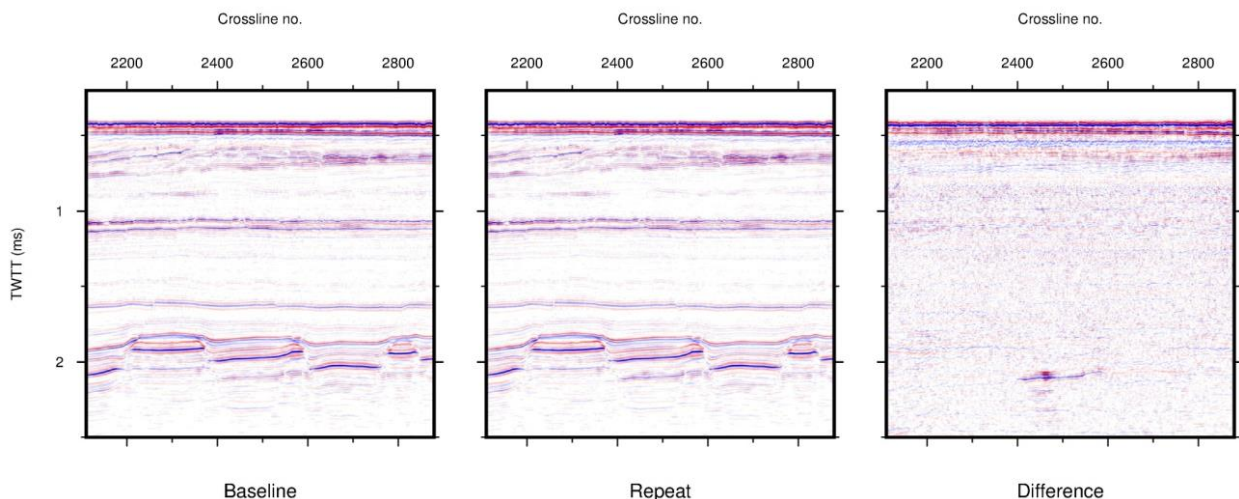 Crossline no. Crossline no. Crossline no.
2200 2400 2600 2800 2200 2400 2600 2800 2200 2400 2600 2800
1
TWTT (ms)
2
Baseline Repeat Difference